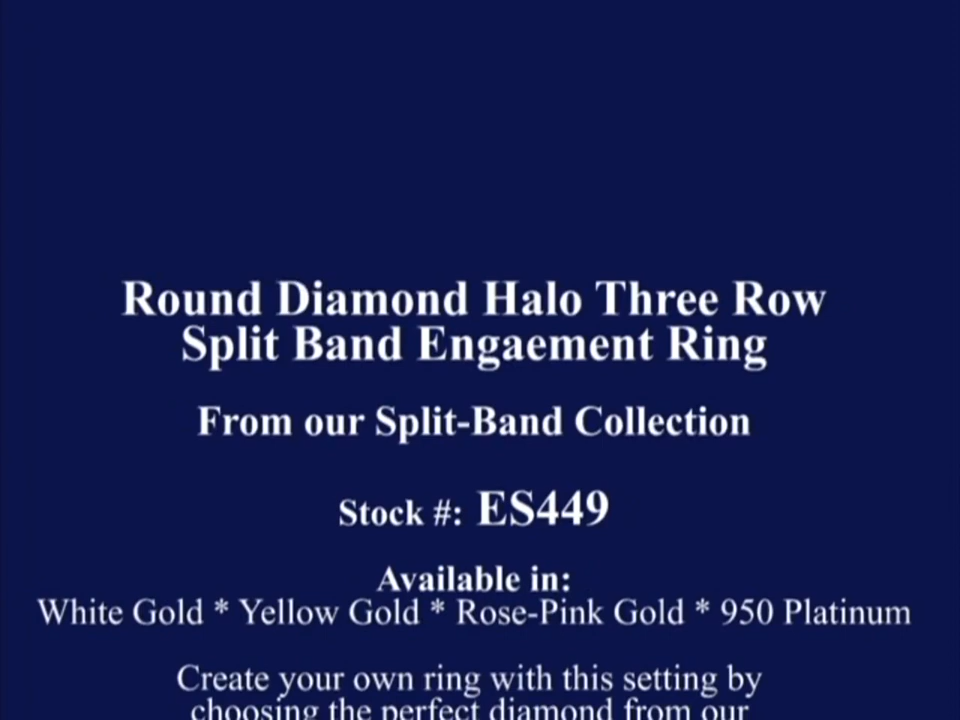 Round Diamond Halo Three Row
Split Band Engaement Ring
From our Split-Band Collection
Stock #: ES449
Available in:
White Gold * Yellow Gold * Rose-Pink Gold * 950 Platinum
Create your own ring with this setting by
choosing the perfect diamond from our